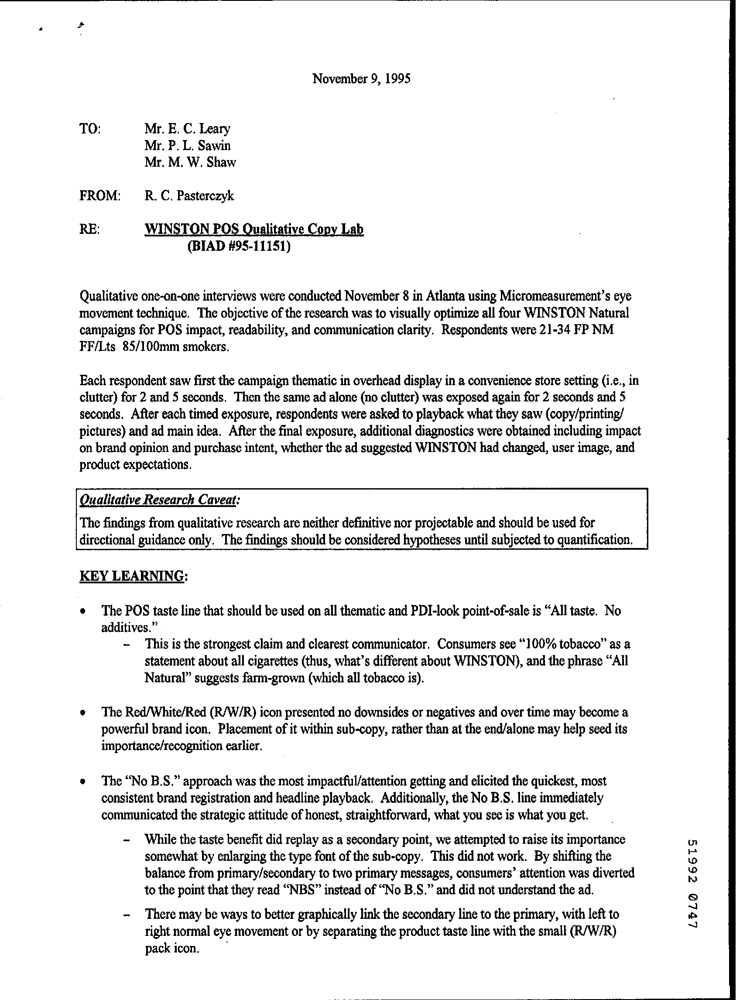 November 9, 1995
TO: Mr. E. C. Leary
Mr. P. L. Sawin
Mr. M. W. Shaw
FROM: R. C. Pasterczyk
RE: WINSTON POS Qualitative Copy Lab
(BIAD #95-11151)
Qualitative one-on-one interviews were conducted November 8 in Atlanta using Micromeasurement's eye
movement technique. The objective of the research was to visually optimize all four WINSTON Natural
campaigns for POS impact, readability, and communication clarity. Respondents were 21-34 FP NM
FF/Lts 85/100mm smokers.
Each respondent saw first the campaign thematic in overhead display in a convenience store setting (i.e., in
clutter) for 2 and 5 seconds. Then the same ad alone (no clutter) was exposed again for 2 seconds and 5
seconds. After each timed exposure, respondents were asked to playback what they saw (copy/printing/
pictures) and ad main idea. After the final exposure, additional diagnostics were obtained including impact
on brand opinion and purchase intent, whether the ad suggested WINSTON had changed, user image, and
product expectations.
Qualitative Research Caveat:
The findings from qualitative research are neither definitive nor projectable and should be used for
directional guidance only. The findings should be considered hypotheses until subjected to quantification.
KEY LEARNING:
• The POS taste line that should be used on all thematic and PDI-look point-of-sale is "All taste. No
additives."
– This is the strongest claim and clearest communicator. Consumers see "100% tobacco" as a
statement about all cigarettes (thus, what's different about WINSTON), and the phrase "All
Natural" suggests farm-grown (which all tobacco is).
• The Red/White/Red (R/W/R) icon presented no downsides or negatives and over time may become a
powerful brand icon. Placement of it within sub-copy, rather than at the end/alone may help seed its
importance/recognition earlier.
• The "No B.S." approach was the most impactful/attention getting and elicited the quickest, most
consistent brand registration and headline playback. Additionally, the No B.S. line immediately
communicated the strategic attitude of honest, straightforward, what you see is what you get.
– While the taste benefit did replay as a secondary point, we attempted to raise its importance
somewhat by enlarging the type font of the sub-copy. This did not work. By shifting the
balance from primary/secondary to two primary messages, consumers' attention was diverted
to the point that they read "NBS" instead of "No B.S." and did not understand the ad.
– There may be ways to better graphically link the secondary line to the primary, with left to
right normal eye movement or by separating the product taste line with the small (R/W/R)
pack icon.
51992 0747